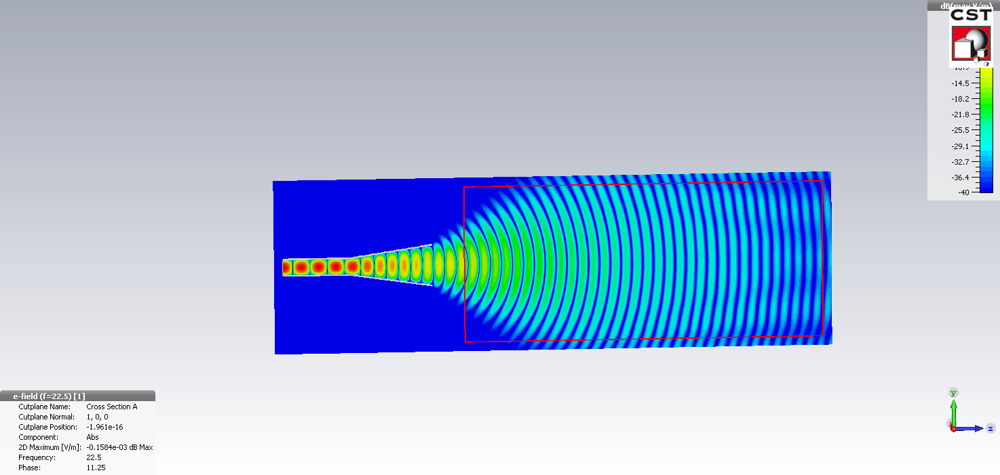 dB(max V/m)
CST
-14.5
-18.2
-21.8
-25.5
-29.1
-32.7
-36.4
-40
e-field (f=22.5) [1]
Cutplane Name: Cross Section A
Cutplane Normal: 1, 0, 0
Cutplane Position: -1.961e-16
Component: Abs
2D Maximum [V/m]: -0.1584e-03 dB Max
Frequency: 22.5
Phase: 11.25
y
z